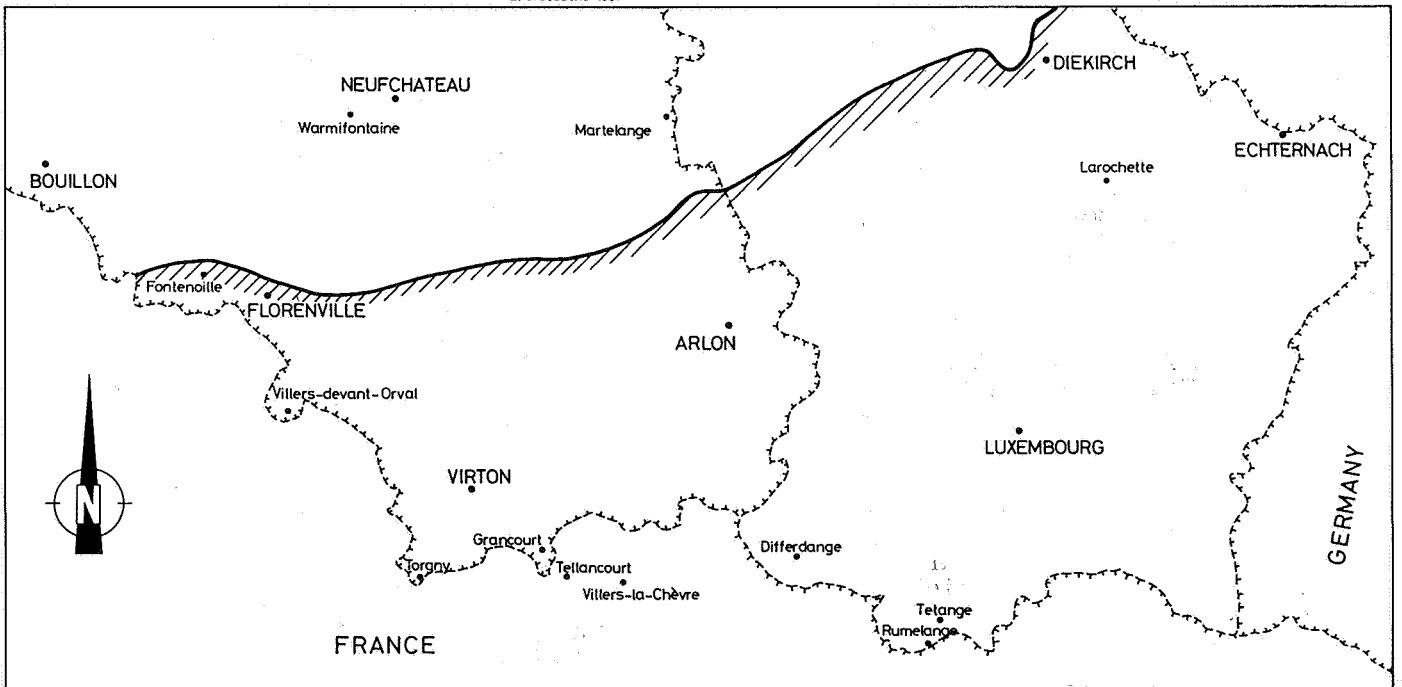 DIEKIRCH
NEUFCHATEAU
Warmifontaine
Martelange
ECHTERNACH
Larochette
BOUILLON
Fontenoille
FLORENVILLE
ARLON
Villers-devant-Orval
LUXEMBOURG
VIRTON
GERMANY
N
Grancourt
Differdange
Torgny
Tellancourt
Villers-la-Chèvre
Tetange
Rumelange
FRANCE